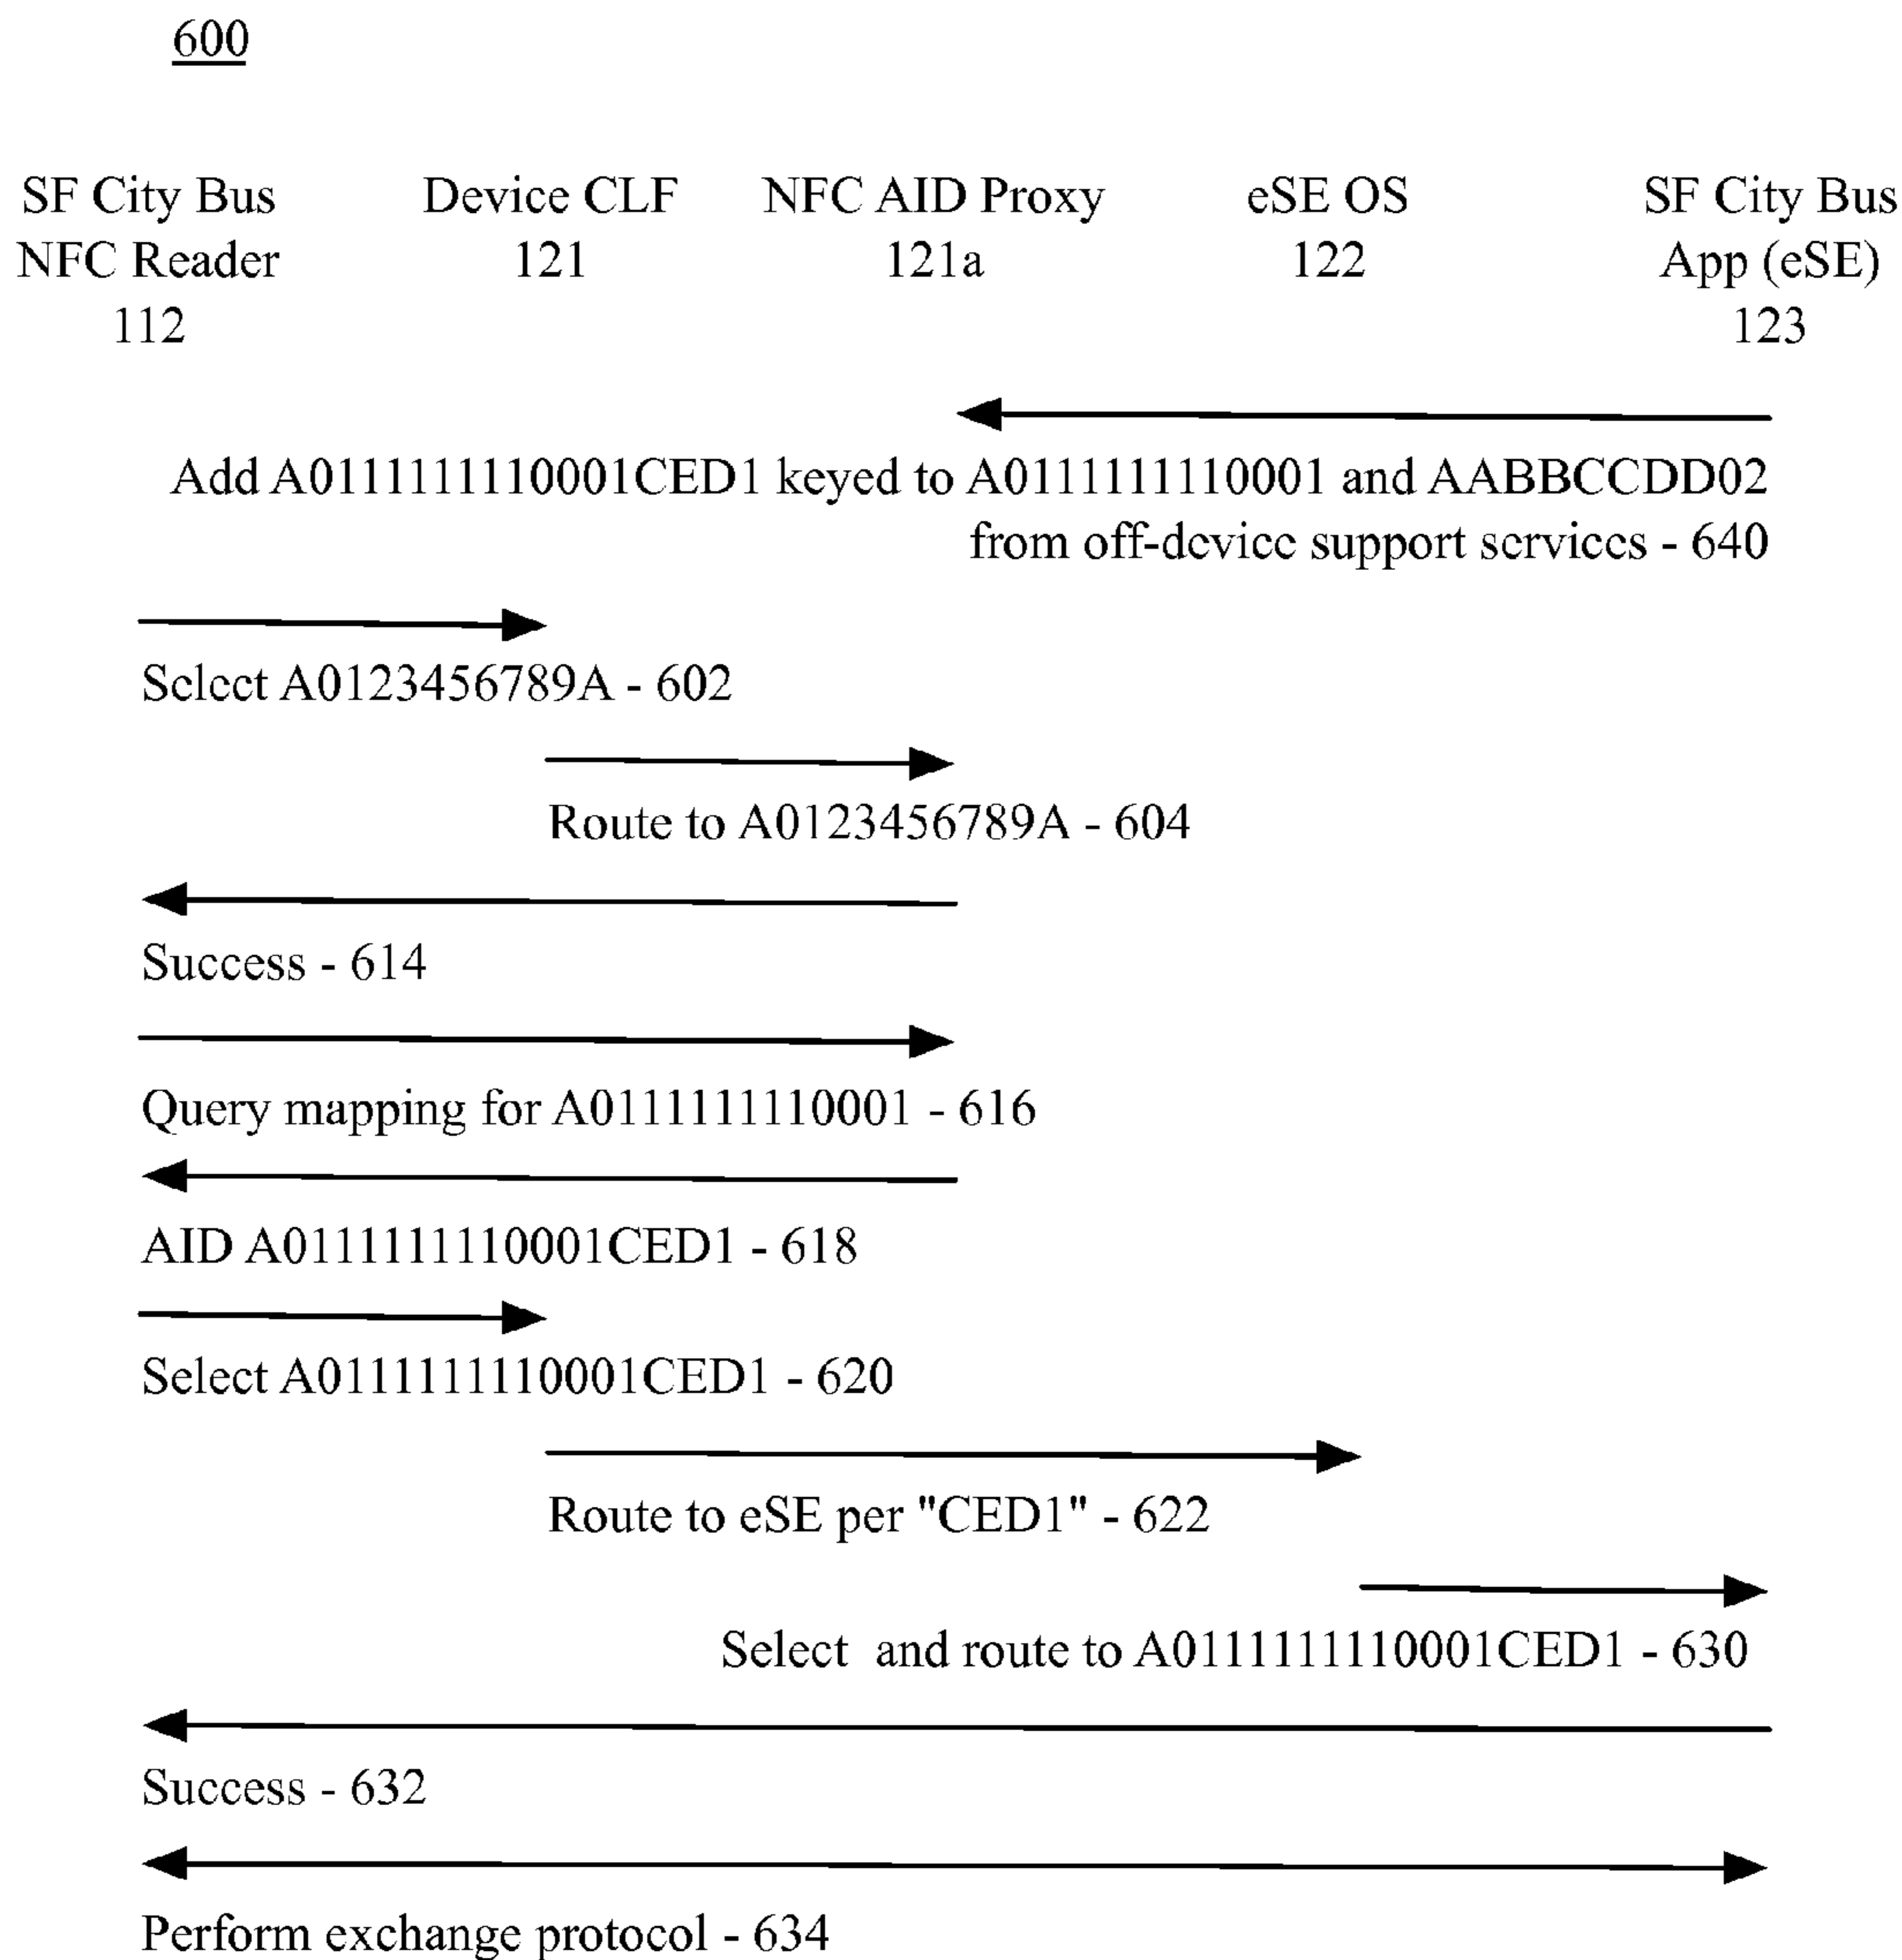 600
SF City Bus
NFC Reader
112
Device CLF
121
NFC AID Proxy
121a
eSE OS
122
SF City Bus
App (eSE)
123
Add A0111111110001CED1 keyed to A0111111110001 and AABBCCDD02
from off-device support services - 640
Select A0123456789A - 602
Route to A0123456789A - 604
Success - 614
Query mapping for A0111111110001 - 616
AID A0111111110001CED1 - 618
Select A0111111110001CED1 - 620
Route to eSE per "CED1" - 622
Select and route to A0111111110001CED1 - 630
Success - 632
Perform exchange protocol - 634